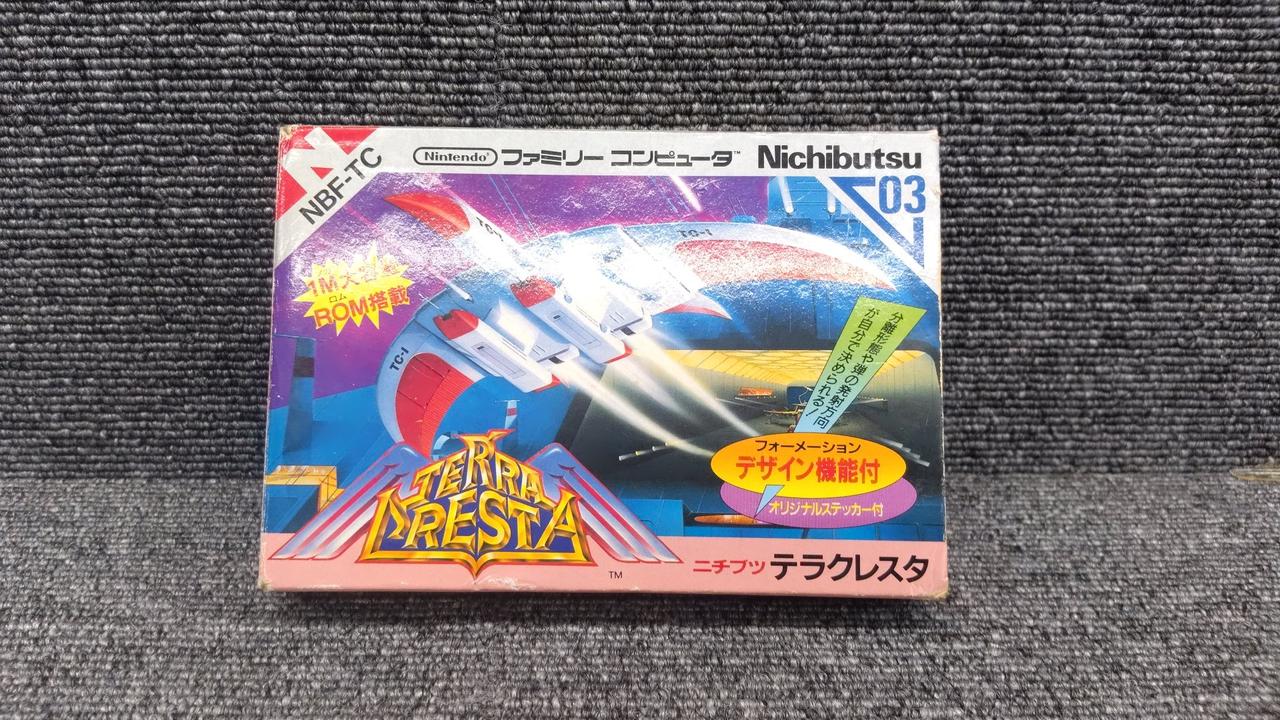 NBF-TC
Nintendo ファミリー コンピュータ™
Nichibutsu
03
TC-1
TC-1
TC-1
1M大
ロム
ROM搭載
分離形態や弾の発射方向
が自分で決められる!
フォーメーション
デザイン機能付
オリジナルステッカー付
TERRA
CRESTA
TM
ニチブツ テラクレスタ